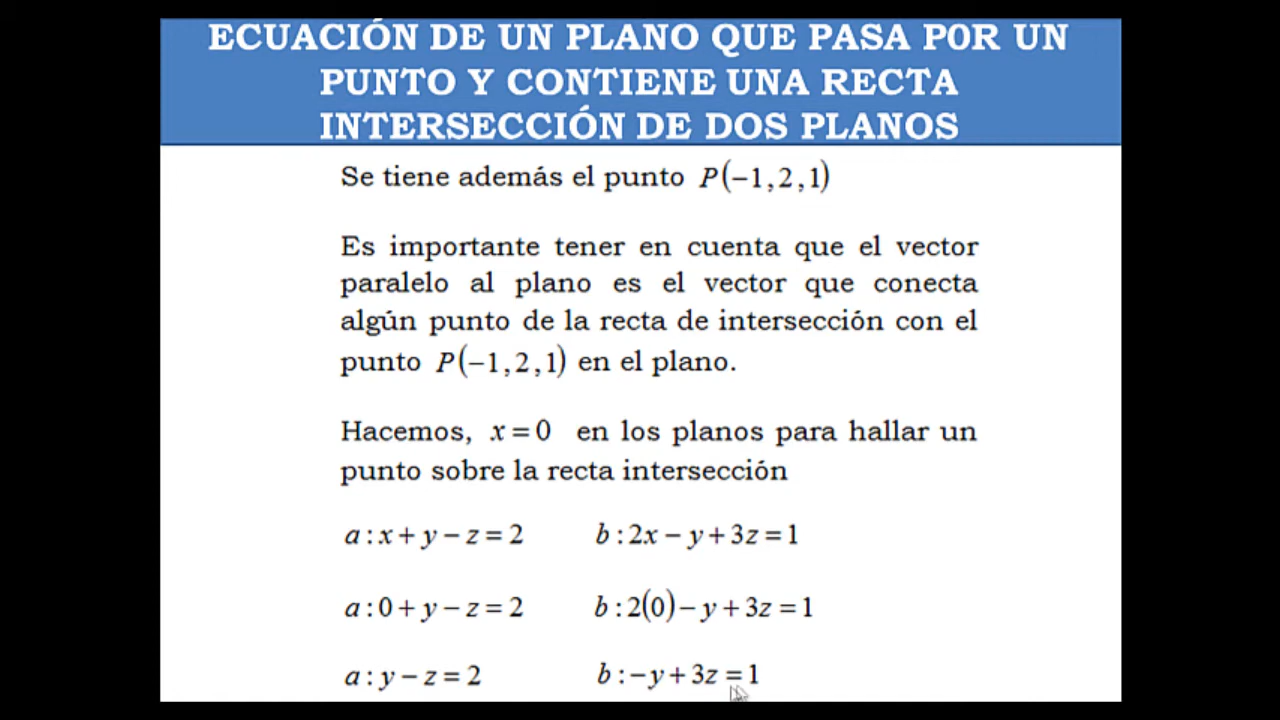 ECUACIÓN DE UN PLANO QUE PASA POR UN
PUNTO Y CONTIENE UNA RECTA
INTERSECCIÓN DE DOS PLANOS
Se tiene además el punto P(−1,2,1)
Es importante tener en cuenta que el vector
paralelo al plano es el vector que conecta
algún punto de la recta de intersección con el
punto P(−1,2,1) en el plano.
Hacemos, x=0 en los planos para hallar un
punto sobre la recta intersección
a:x+y−z=2 b:2x−y+3z=1
a:0+y−z=2 b:2(0)−y+3z=1
a:y−z=2 b:−y+3z=1